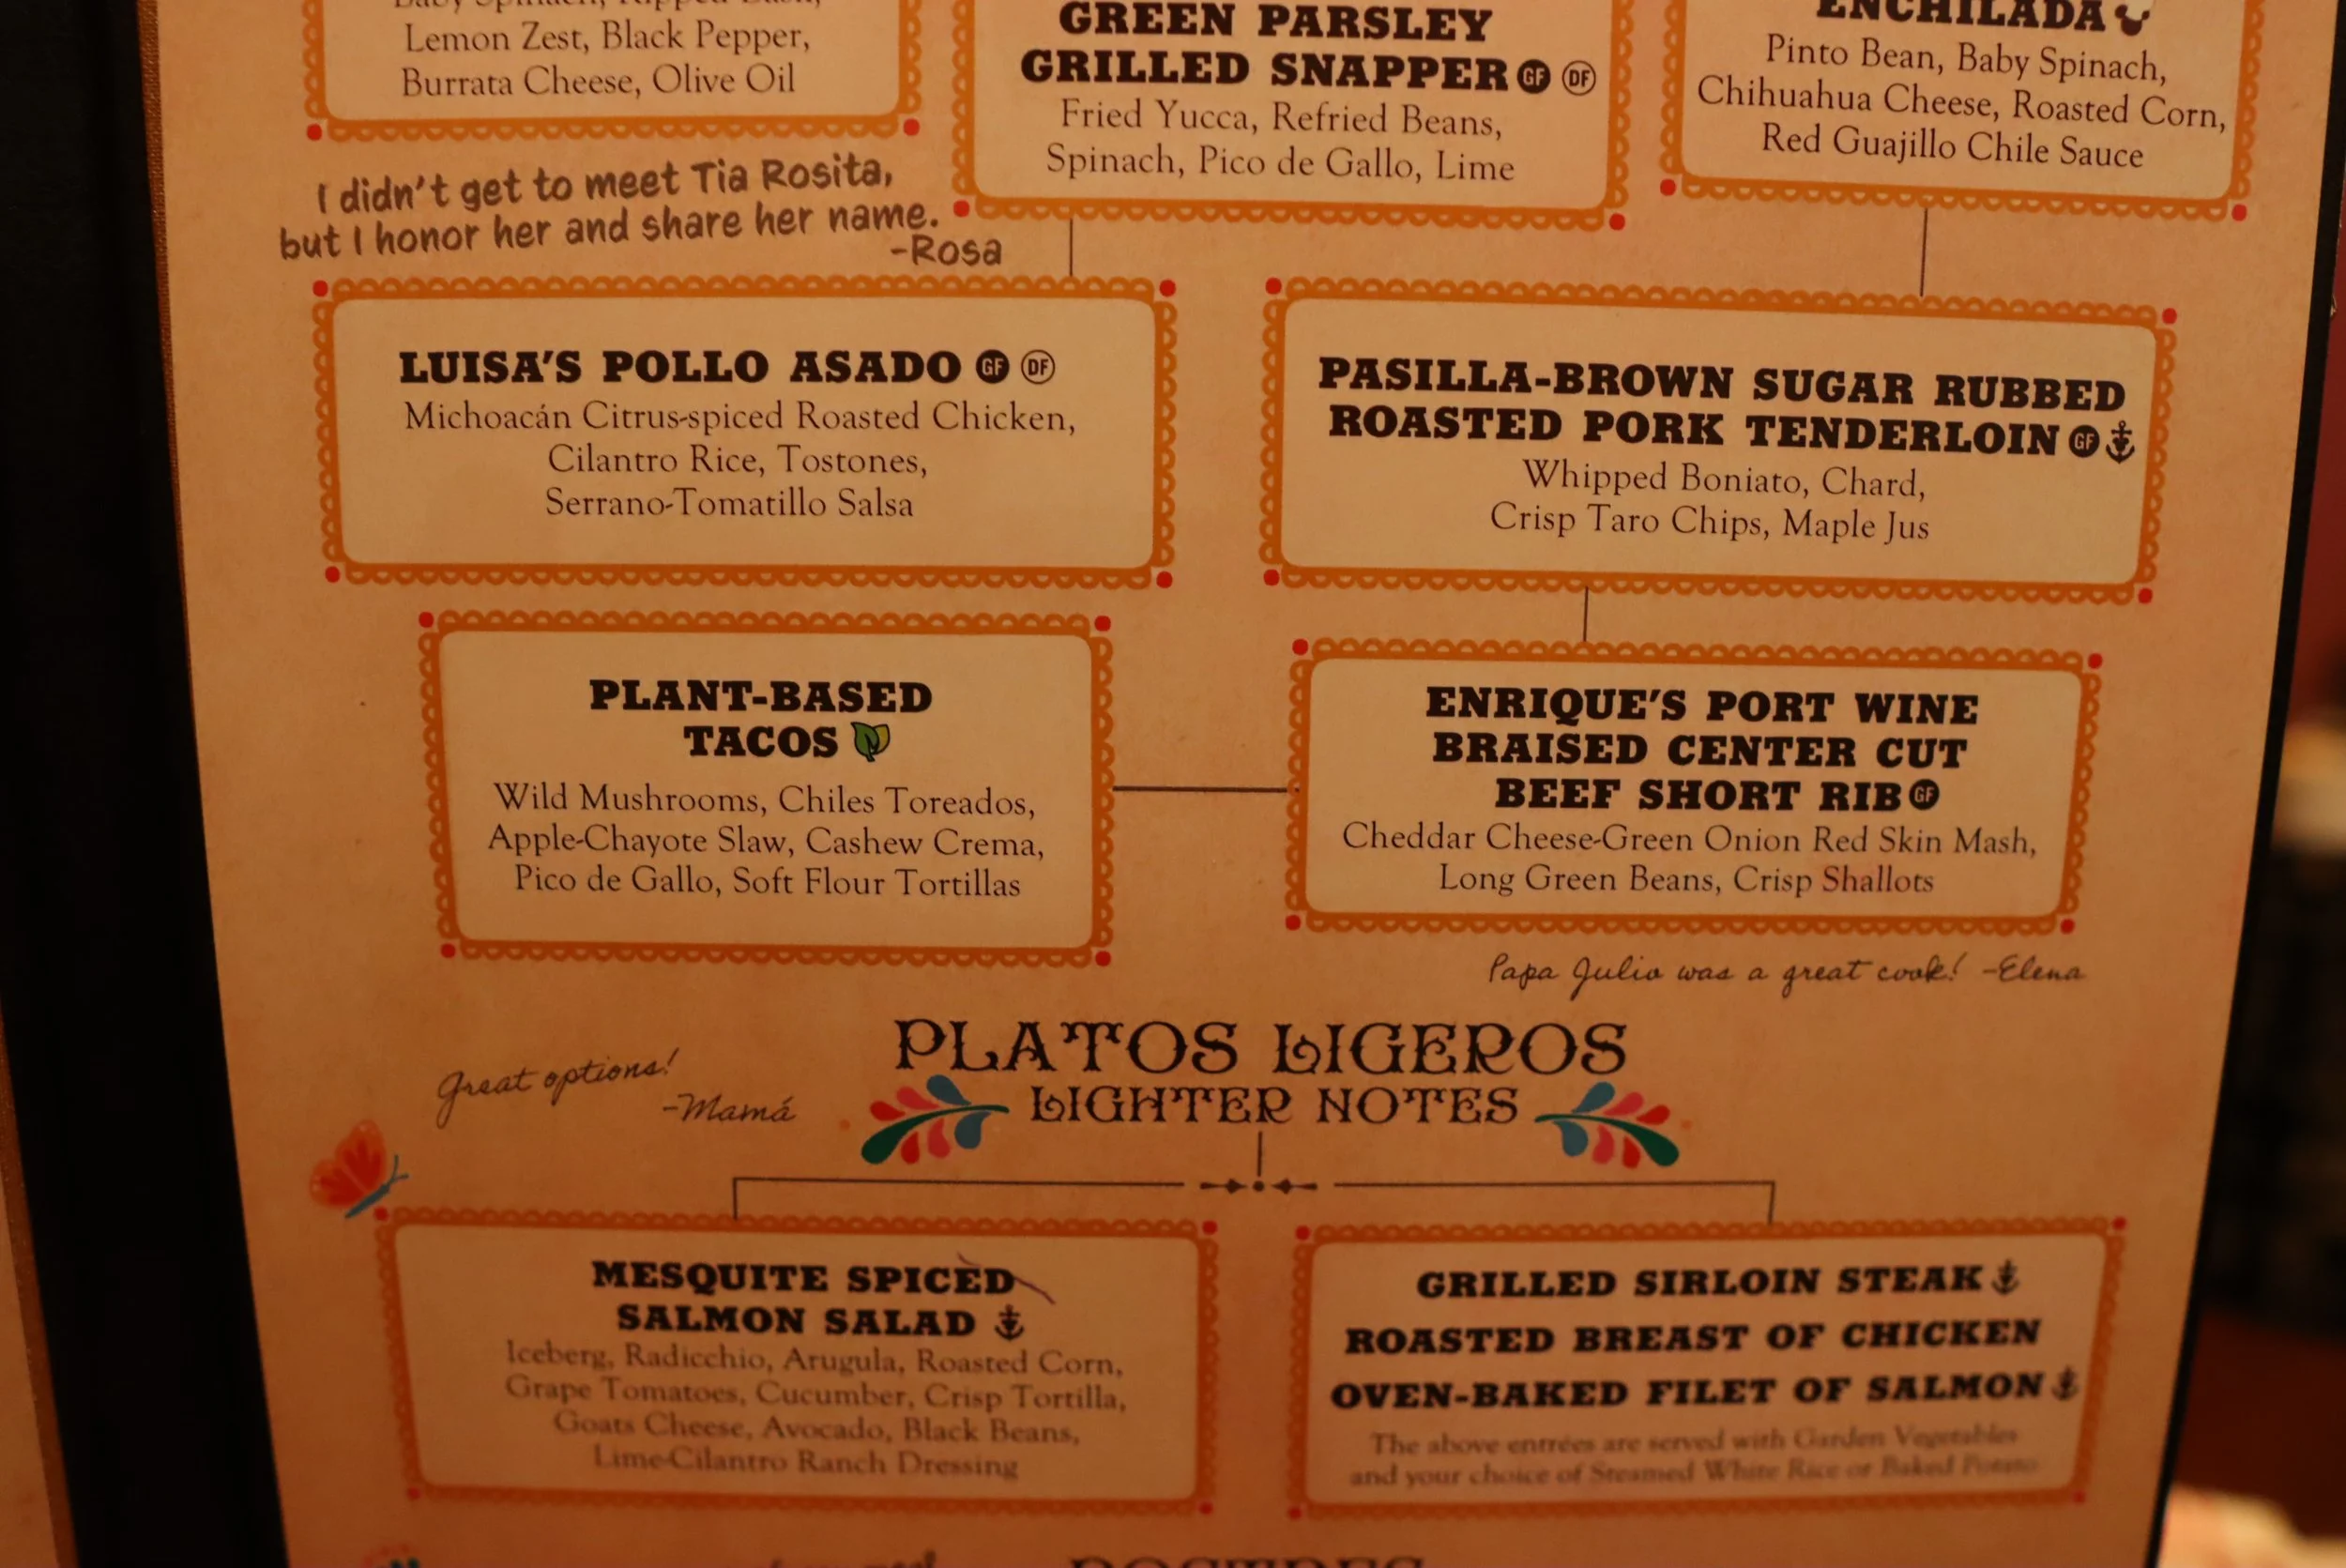 Lemon Zest, Black Pepper,
Burrata Cheese, Olive Oil
GREEN PARSLEY
GRILLED SNAPPER GF DF
Fried Yucca, Refried Beans,
Spinach, Pico de Gallo, Lime
ENCHILADA
Pinto Bean, Baby Spinach,
Chihuahua Cheese, Roasted Corn,
Red Guajillo Chile Sauce
I didn't get to meet Tia Rosita,
but I honor her and share her name.
-Rosa
LUISA'S POLLO ASADO GF DF
Michoacán Citrus-spiced Roasted Chicken,
Cilantro Rice, Tostones,
Serrano-Tomatillo Salsa
PASILLA-BROWN SUGAR RUBBED
ROASTED PORK TENDERLOIN GF
Whipped Boniato, Chard,
Crisp Taro Chips, Maple Jus
PLANT-BASED
TACOS
Wild Mushrooms, Chiles Toreados,
Apple-Chayote Slaw, Cashew Crema,
Pico de Gallo, Soft Flour Tortillas
ENRIQUE'S PORT WINE
BRAISED CENTER CUT
BEEF SHORT RIB GF
Cheddar Cheese-Green Onion Red Skin Mash,
Long Green Beans, Crisp Shallots
Papa Julio was a great cook! -Elena
Great options!
-Mamá
PLATOS LIGEROS
LIGHTER NOTES
MESQUITE SPICED
SALMON SALAD
Iceberg, Radicchio, Arugula, Roasted Corn,
Grape Tomatoes, Cucumber, Crisp Tortilla,
Goats Cheese, Avocado, Black Beans,
Lime-Cilantro Ranch Dressing
GRILLED SIRLOIN STEAK
ROASTED BREAST OF CHICKEN
OVEN-BAKED FILET OF SALMON
The above entrées are served with Garden Vegetables
and your choice of Steamed White Rice or Baked Potato